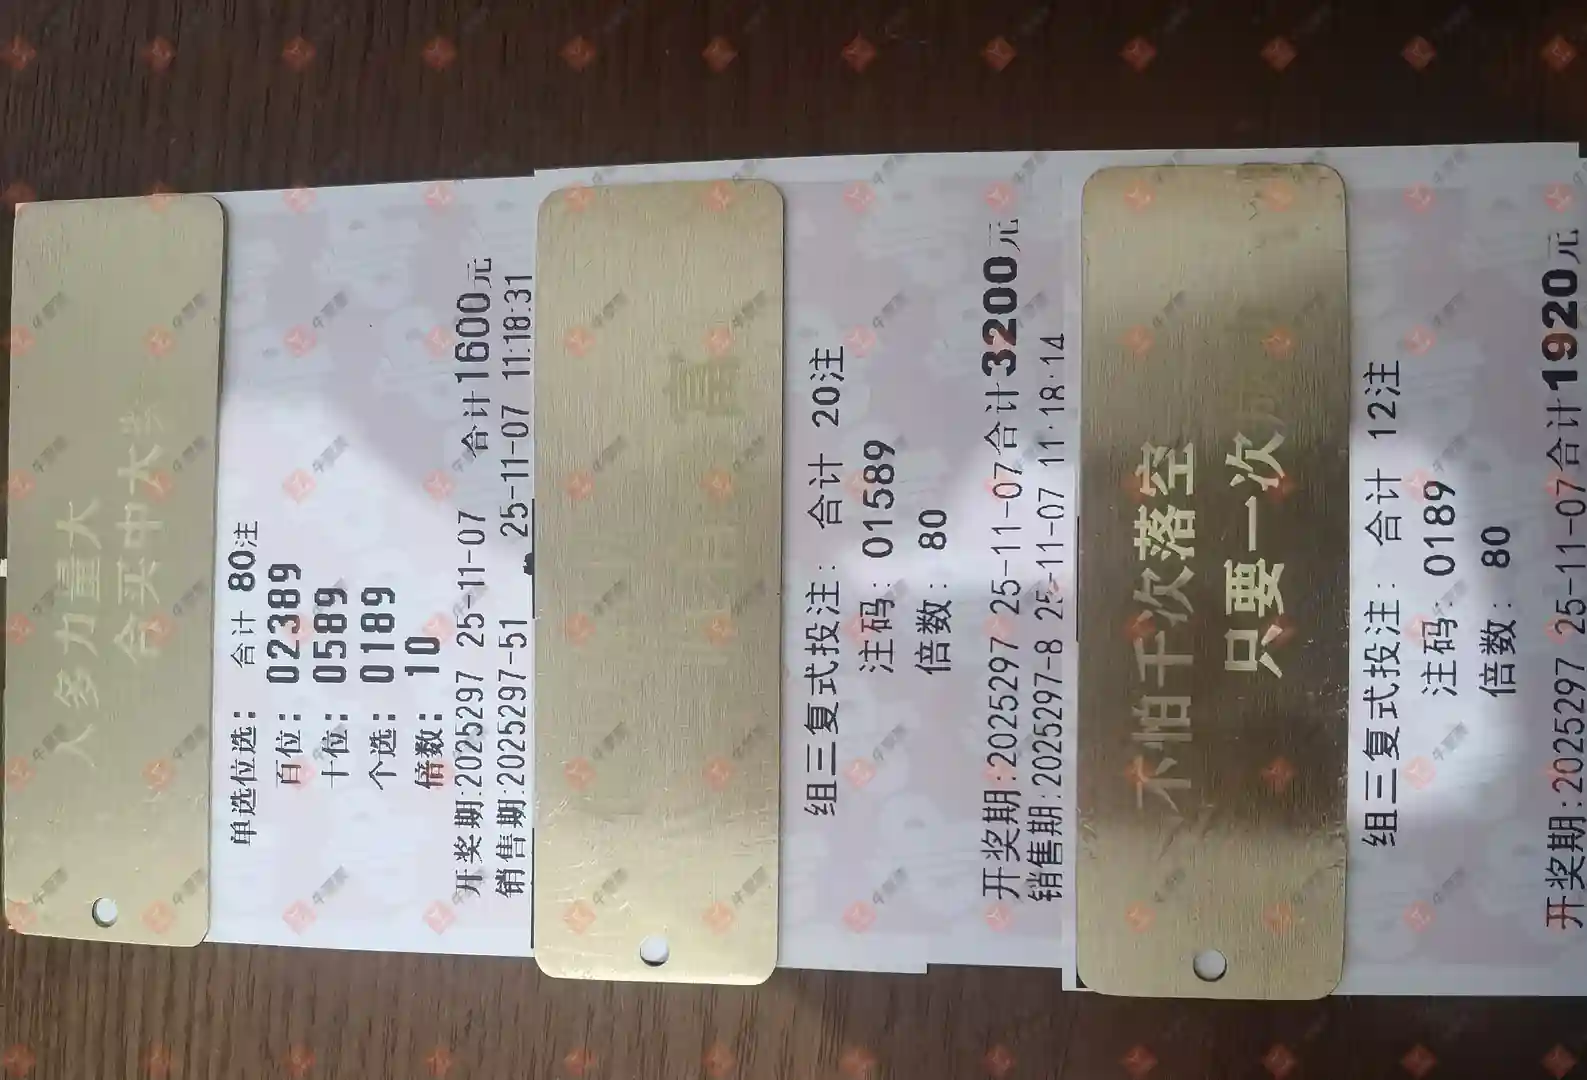 人多力量大
合买中大
单选位选: 合计 80注
百位: 02389
十位: 0589
个选: 0189
倍数: 10
开奖期:2025297 25-11-07 合计1600元
销售期:2025297-51 25-11-07 11:18:31
组三复式投注: 合计 20注
注码: 01589
倍数: 80
开奖期:2025297 25-11-07合计3200元
销售期:2025297-8 25-11-07 11:18:14
不怕千次落空
只要一次
组三复式投注: 合计 12注
注码: 0189
倍数: 80
开奖期:2025297 25-11-07合计1920元